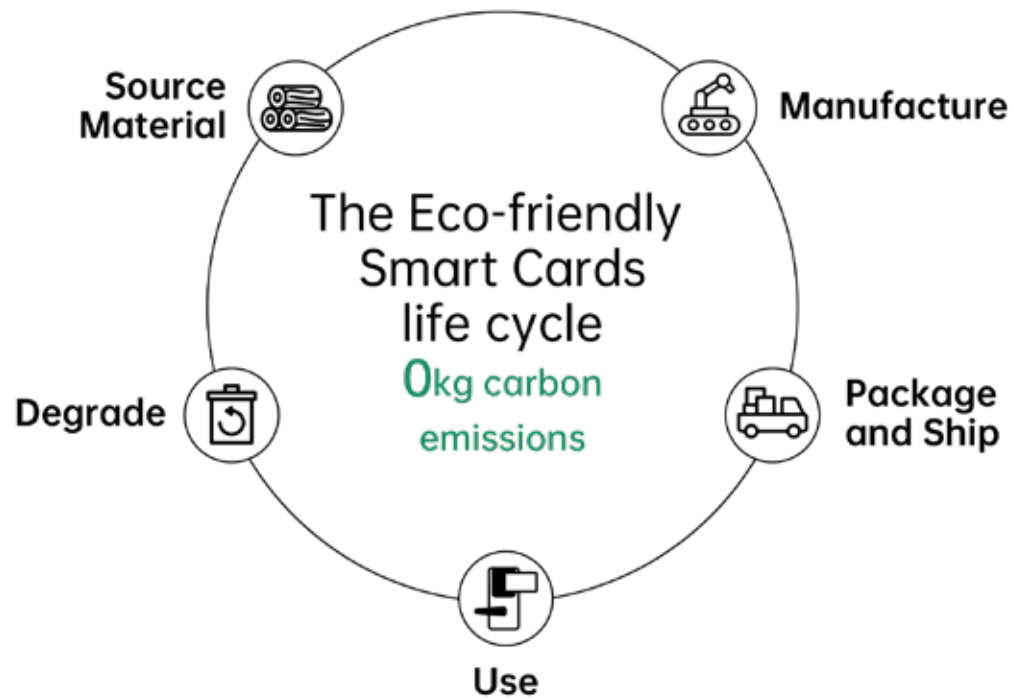 Source
Material
Manufacture
The Eco-friendly
Smart Cards
life cycle
0kg carbon
emissions
Degrade
Package
and Ship
Use